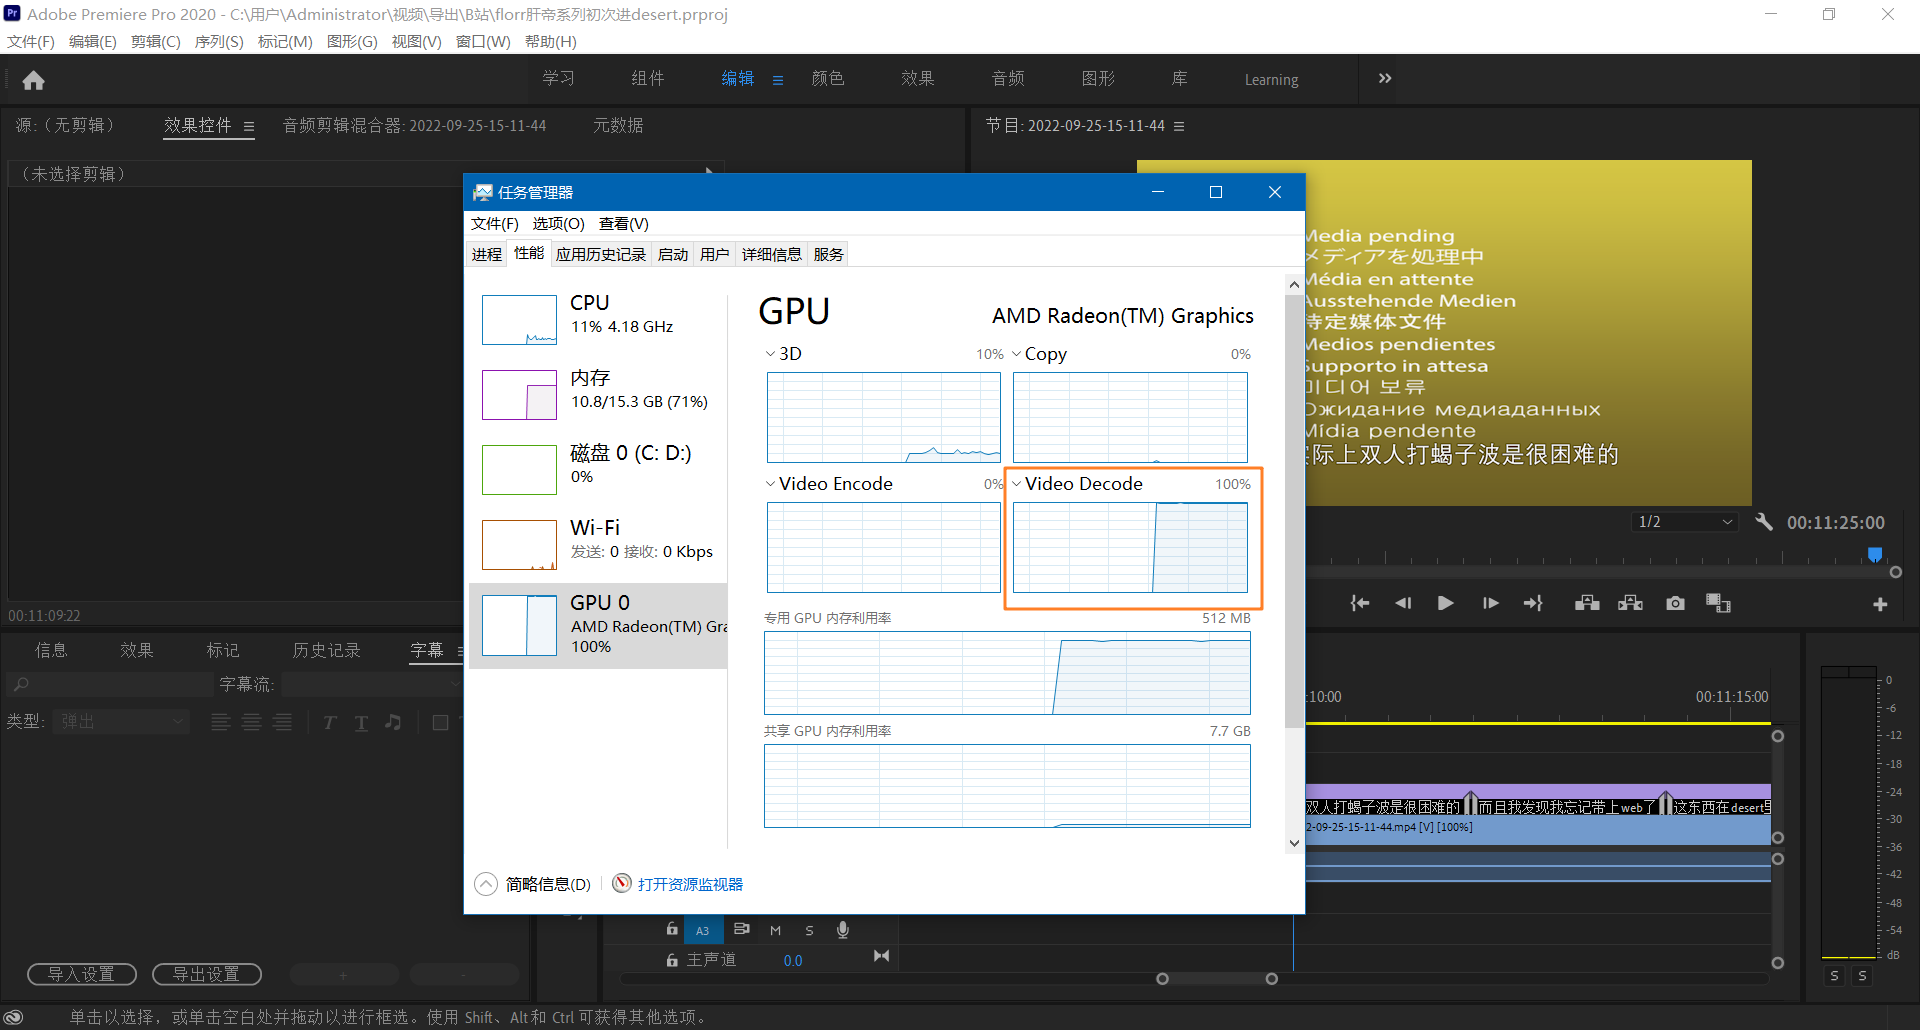 Adobe Premiere Pro 2020 - C:\用户\Administrator\视频\导出\B站\florr肝帝系列初次进desert.prproj
文件(F) 编辑(E) 剪辑(C) 序列(S) 标记(M) 图形(G) 视图(V) 窗口(W) 帮助(H)
学习 组件 编辑 颜色 效果 音频 图形 库 Learning
源:（无剪辑） 效果控件 音频剪辑混合器: 2022-09-25-15-11-44 元数据
节目: 2022-09-25-15-11-44
（未选择剪辑）
任务管理器
文件(F) 选项(O) 查看(V)
进程 性能 应用历史记录 启动 用户 详细信息 服务
CPU
11% 4.18 GHz
内存
10.8/15.3 GB (71%)
磁盘 0 (C: D:)
0%
Wi-Fi
发送: 0 接收: 0 Kbps
GPU 0
AMD Radeon(TM) Gra
100%
GPU
AMD Radeon(TM) Graphics
3D 10%
Copy 0%
Video Encode 0%
Video Decode 100%
专用 GPU 内存利用率 512 MB
共享 GPU 内存利用率 7.7 GB
简略信息(D) 打开资源监视器
Media pending
メディアを処理中
Média en attente
Ausstehende Medien
待定媒体文件
Medios pendientes
Supporto in attesa
미디어 보류
Ожидание медиаданных
Mídia pendente
实际上双人打蝎子波是很困难的
1/2 00:11:25:00
00:11:09:22
信息 效果 标记 历史记录 字幕
字幕流:
类型: 弹出
导入设置 导出设置 + -
:10:00 00:11:15:00
双人打蝎子波是很困难的 而且我发现我忘记带上web了 这东西在desert里
2-09-25-15-11-44.mp4 [V] [100%]
A3 M S
主声道 0.0
0
-6
-12
-18
-24
-30
-36
-42
-48
-54
dB
S S
单击以选择，或单击空白处并拖动以进行框选。使用 Shift、Alt和 Ctrl 可获得其他选项。